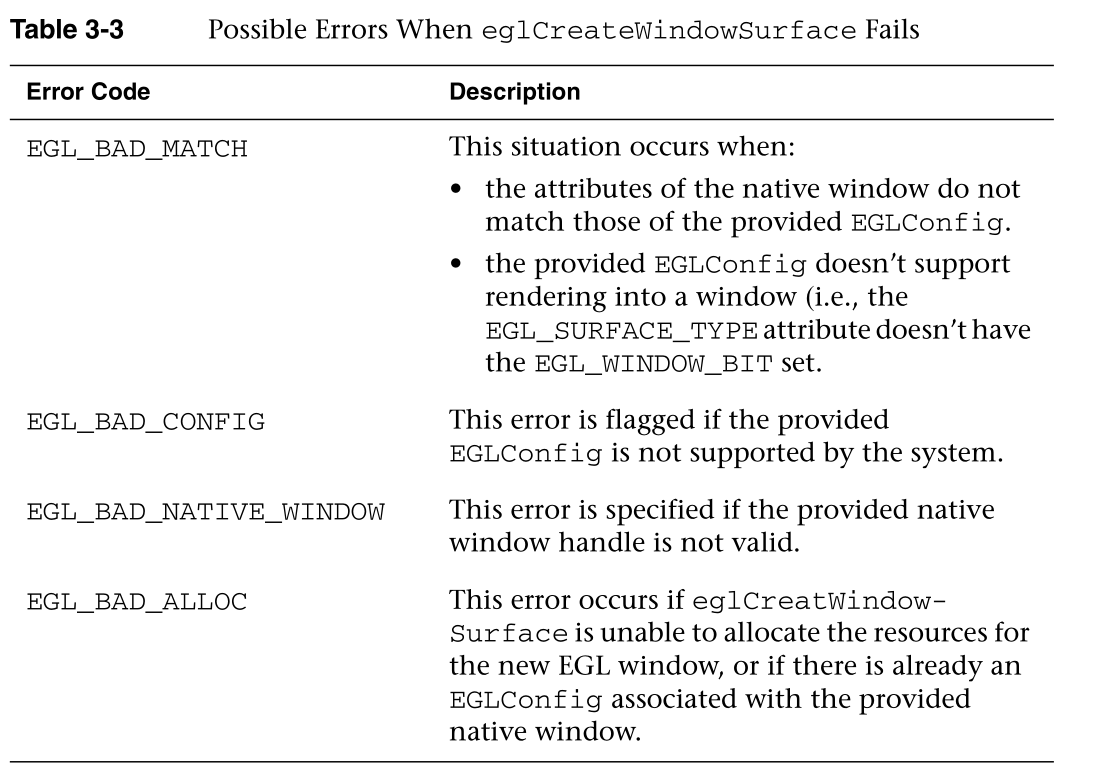 Table 3-3 Possible Errors When eglCreateWindowSurface Fails
Error Code Description
EGL_BAD_MATCH This situation occurs when:
• the attributes of the native window do not
match those of the provided EGLConfig.
• the provided EGLConfig doesn't support
rendering into a window (i.e., the
EGL_SURFACE_TYPE attribute doesn't have
the EGL_WINDOW_BIT set.
EGL_BAD_CONFIG This error is flagged if the provided
EGLConfig is not supported by the system.
EGL_BAD_NATIVE_WINDOW This error is specified if the provided native
window handle is not valid.
EGL_BAD_ALLOC This error occurs if eglCreatWindow-
Surface is unable to allocate the resources for
the new EGL window, or if there is already an
EGLConfig associated with the provided
native window.